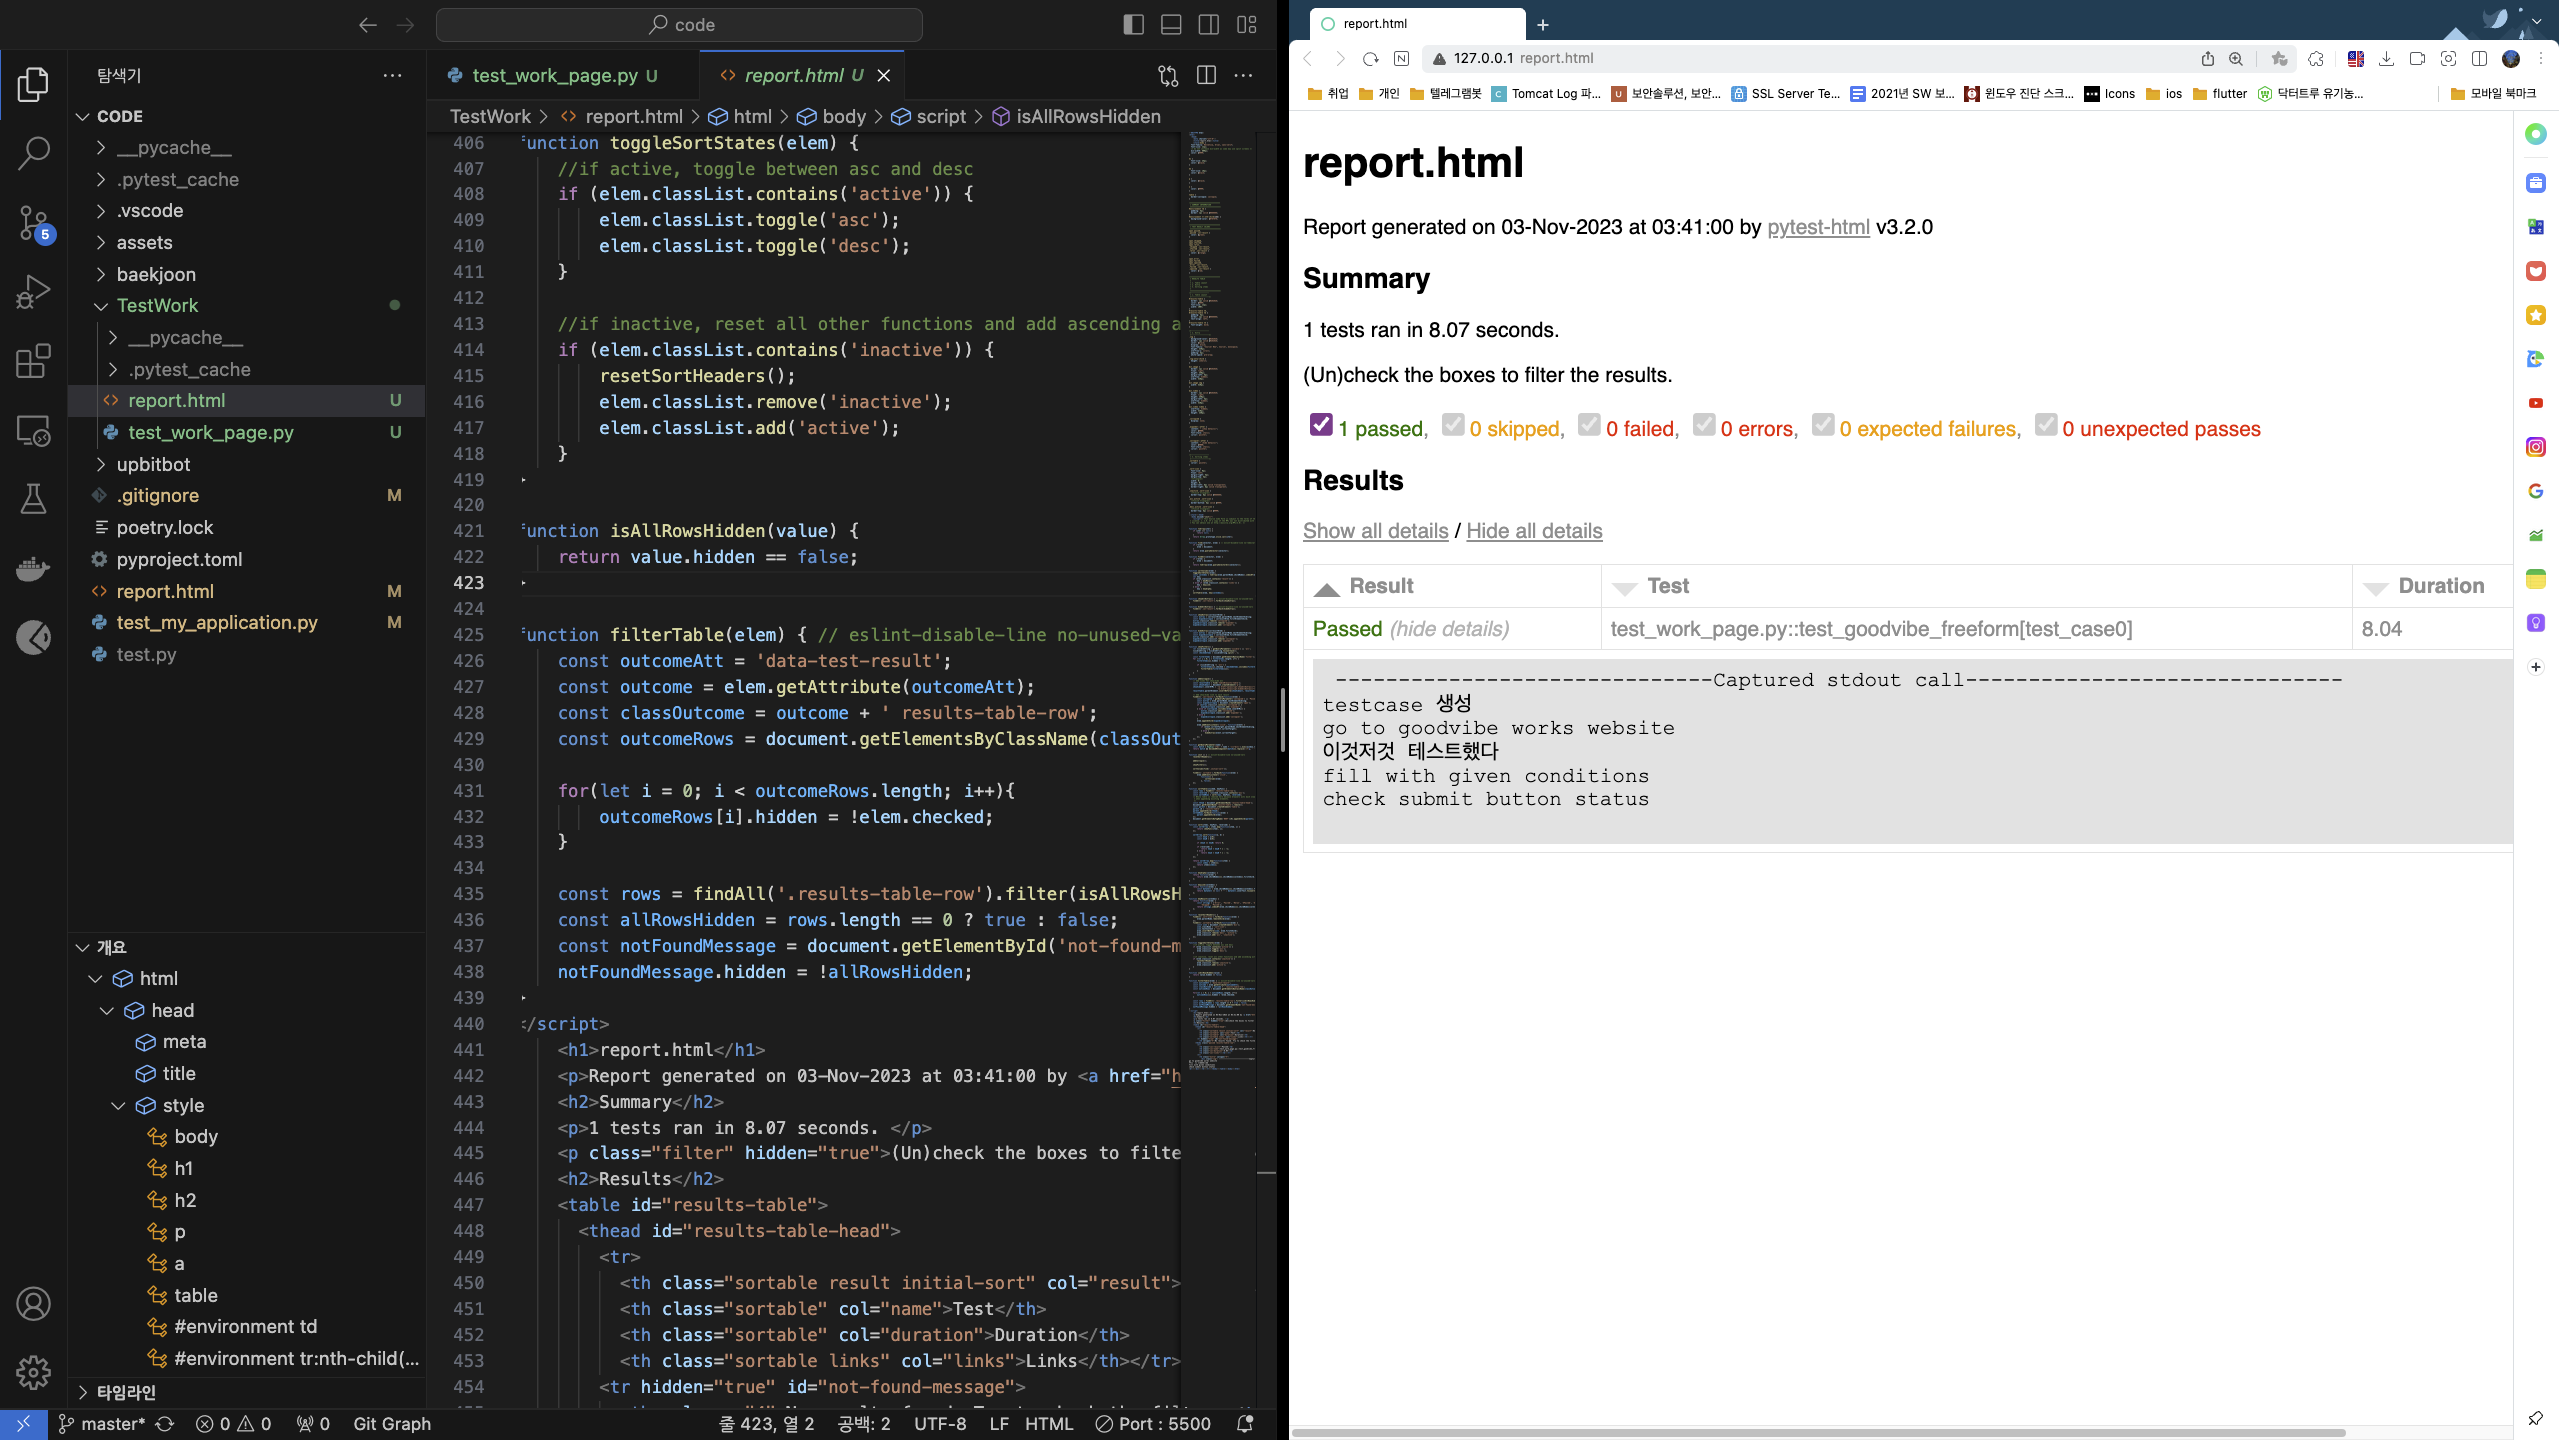 code
탐색기
CODE
__pycache__
.pytest_cache
.vscode
assets
baekjoon
TestWork
__pycache__
.pytest_cache
report.html U
test_work_page.py U
upbitbot
.gitignore M
poetry.lock
pyproject.toml
report.html M
test_my_application.py M
test.py
5
개요
html
head
meta
title
style
body
h1
h2
p
a
table
#environment td
#environment tr:nth-child(...
타임라인
test_work_page.py U
report.html U
TestWork > report.html > html > body > script > isAllRowsHidden
406 function toggleSortStates(elem) {
407 //if active, toggle between asc and desc
408 if (elem.classList.contains('active')) {
409 elem.classList.toggle('asc');
410 elem.classList.toggle('desc');
411 }
412
413 //if inactive, reset all other functions and add ascending a
414 if (elem.classList.contains('inactive')) {
415 resetSortHeaders();
416 elem.classList.remove('inactive');
417 elem.classList.add('active');
418 }
419
420
421 function isAllRowsHidden(value) {
422 return value.hidden == false;
423
424
425 function filterTable(elem) { // eslint-disable-line no-unused-va
426 const outcomeAtt = 'data-test-result';
427 const outcome = elem.getAttribute(outcomeAtt);
428 const classOutcome = outcome + ' results-table-row';
429 const outcomeRows = document.getElementsByClassName(classOut
430
431 for(let i = 0; i < outcomeRows.length; i++){
432 outcomeRows[i].hidden = !elem.checked;
433 }
434
435 const rows = findAll('.results-table-row').filter(isAllRowsH
436 const allRowsHidden = rows.length == 0 ? true : false;
437 const notFoundMessage = document.getElementById('not-found-m
438 notFoundMessage.hidden = !allRowsHidden;
439
440 </script>
441 <h1>report.html</h1>
442 <p>Report generated on 03-Nov-2023 at 03:41:00 by <a href="h
443 <h2>Summary</h2>
444 <p>1 tests ran in 8.07 seconds. </p>
445 <p class="filter" hidden="true">(Un)check the boxes to filte
446 <h2>Results</h2>
447 <table id="results-table">
448 <thead id="results-table-head">
449 <tr>
450 <th class="sortable result initial-sort" col="result">
451 <th class="sortable" col="name">Test</th>
452 <th class="sortable" col="duration">Duration</th>
453 <th class="sortable links" col="links">Links</th></tr>
454 <tr hidden="true" id="not-found-message">
master* 0 0 0 Git Graph 줄 423, 열 2 공백: 2 UTF-8 LF HTML Port : 5500
report.html
127.0.0.1 report.html
취업 개인 텔레그램봇 Tomcat Log 파... 보안솔루션, 보안... SSL Server Te... 2021년 SW 보... 윈도우 진단 스크... Icons ios flutter 닥터트루 유기농... 모바일 북마크
report.html
Report generated on 03-Nov-2023 at 03:41:00 by pytest-html v3.2.0
Summary
1 tests ran in 8.07 seconds.
(Un)check the boxes to filter the results.
1 passed, 0 skipped, 0 failed, 0 errors, 0 expected failures, 0 unexpected passes
Results
Show all details / Hide all details
Result Test Duration
Passed (hide details) test_work_page.py::test_goodvibe_freeform[test_case0] 8.04
------------------------------Captured stdout call------------------------------
testcase 생성
go to goodvibe works website
이것저것 테스트했다
fill with given conditions
check submit button status